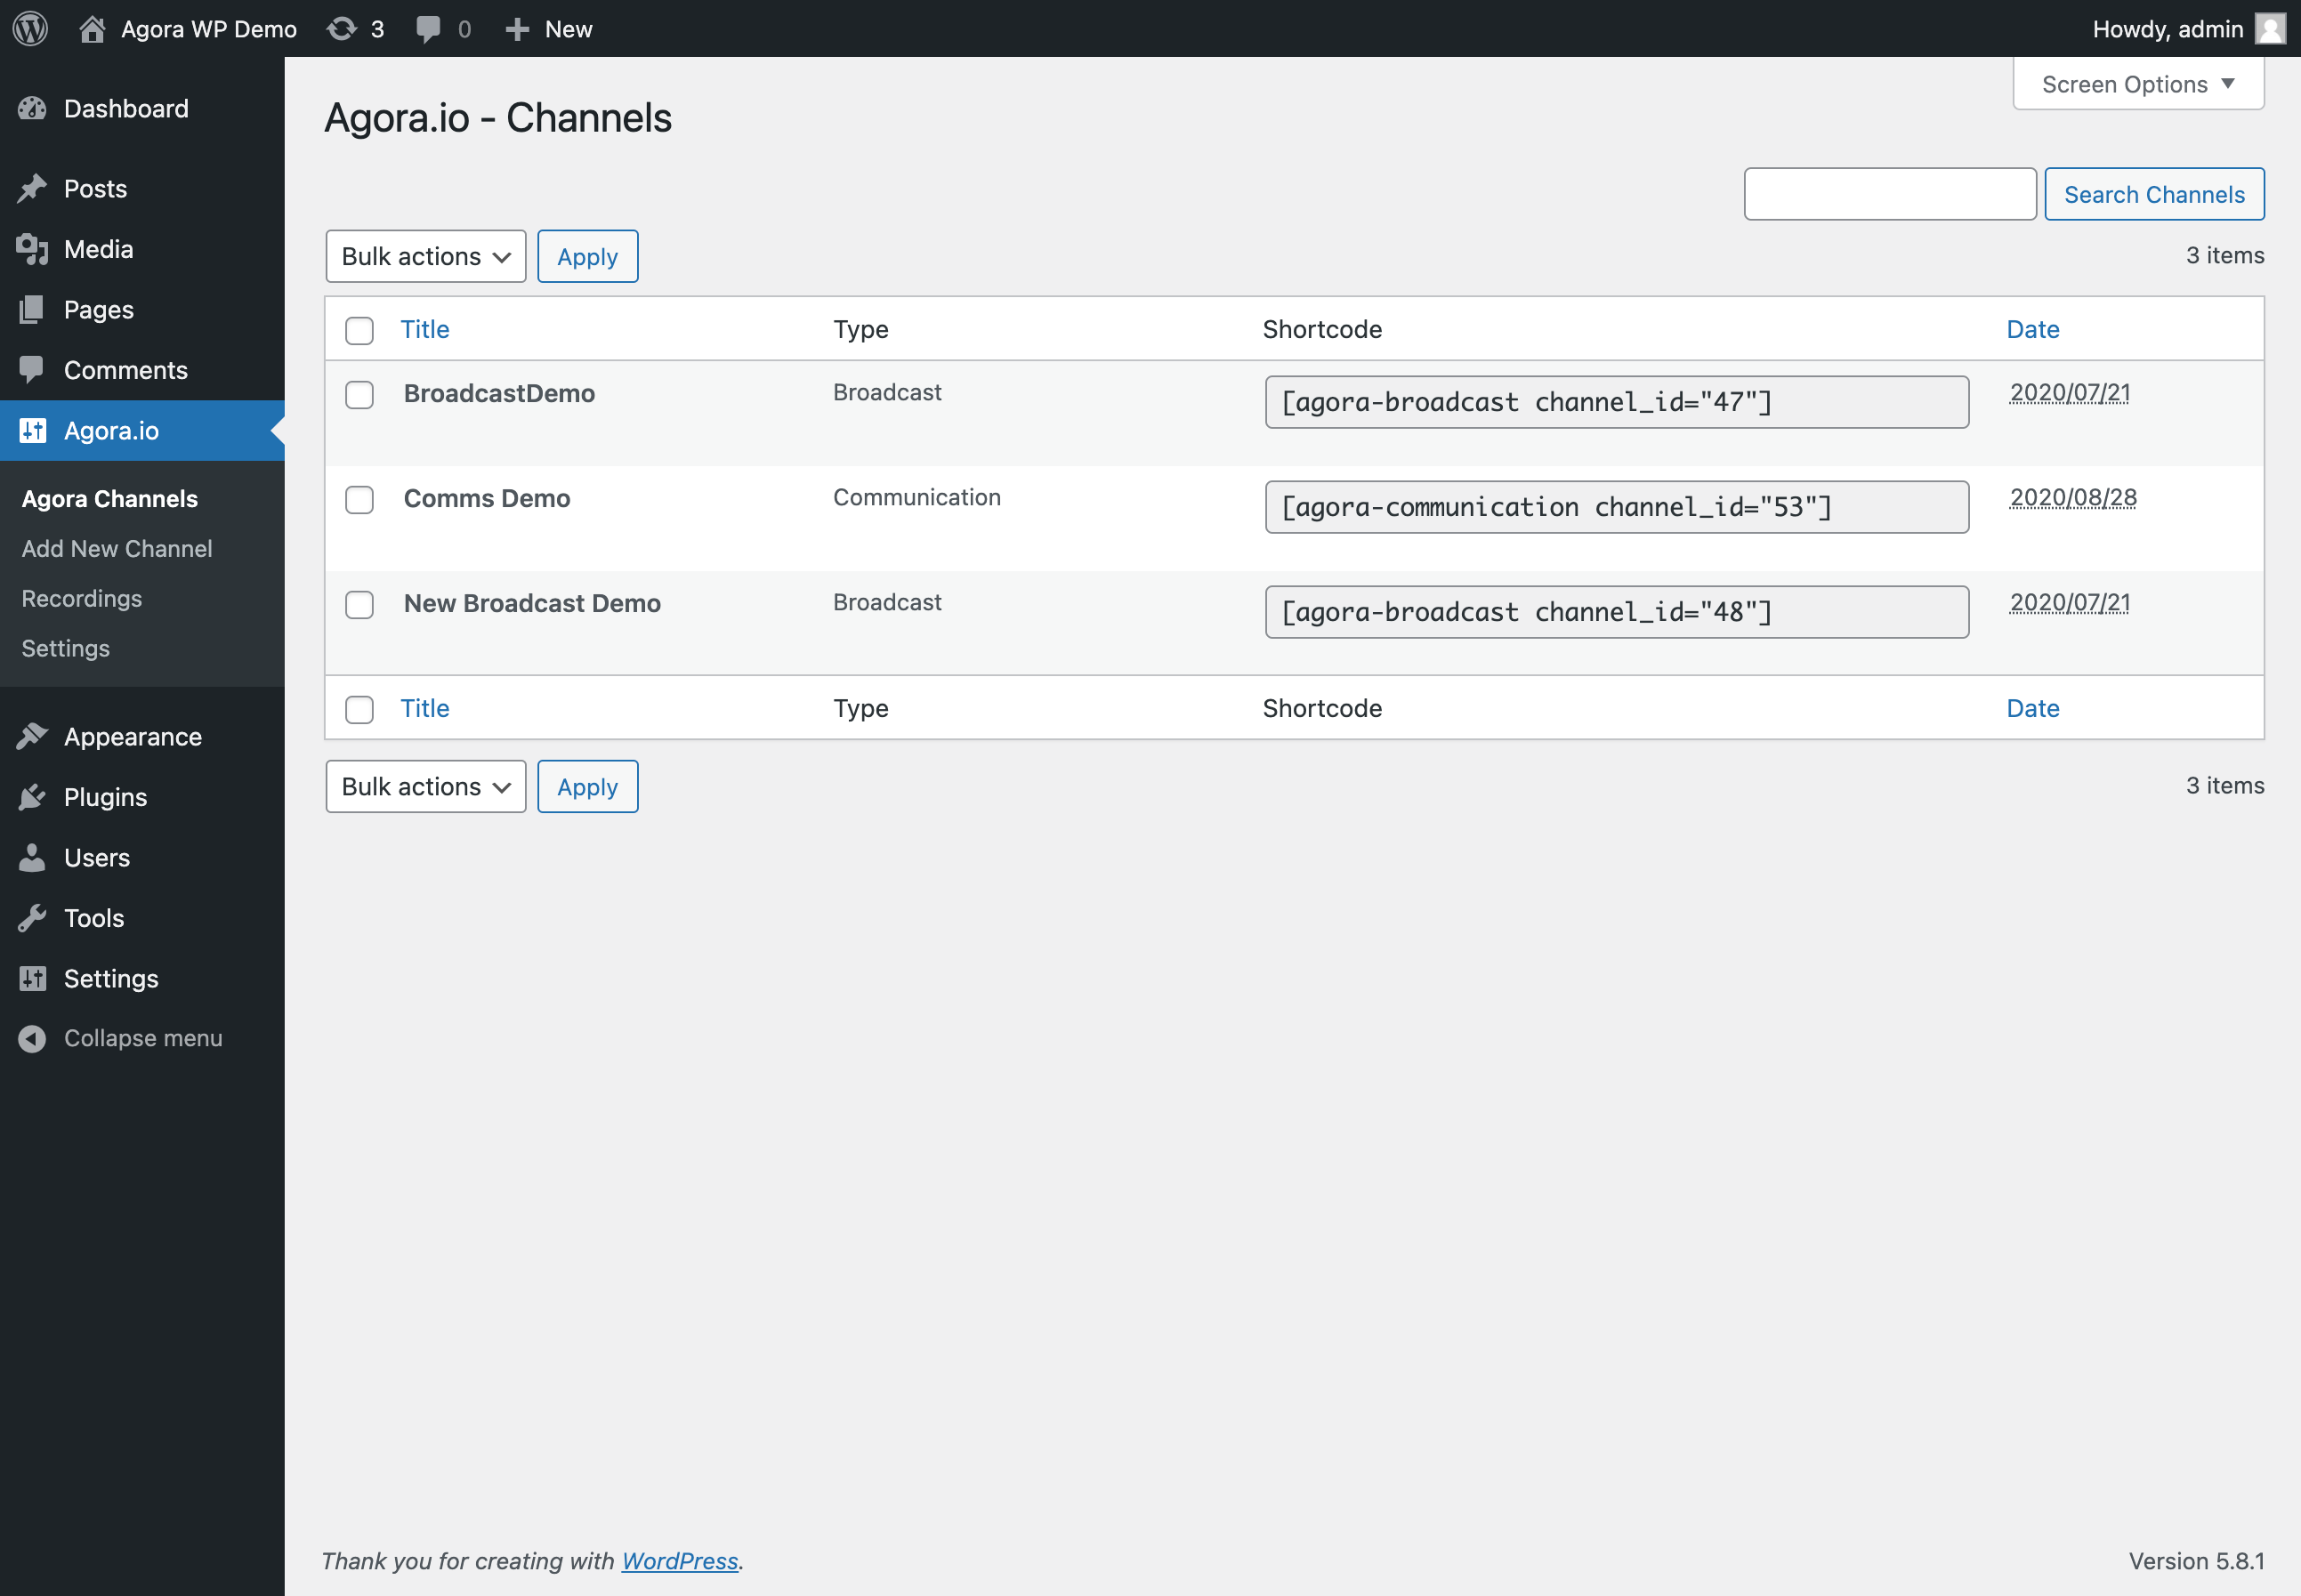 Agora WP Demo 3 0 New Howdy, admin
Dashboard
Posts
Media
Pages
Comments
Agora.io
Agora Channels
Add New Channel
Recordings
Settings
Appearance
Plugins
Users
Tools
Settings
Collapse menu
Screen Options
Agora.io - Channels
Search Channels
Bulk actions Apply 3 items
Title Type Shortcode Date
BroadcastDemo Broadcast [agora-broadcast channel_id="47"] 2020/07/21
Comms Demo Communication [agora-communication channel_id="53"] 2020/08/28
New Broadcast Demo Broadcast [agora-broadcast channel_id="48"] 2020/07/21
Title Type Shortcode Date
Bulk actions Apply 3 items
Thank you for creating with WordPress. Version 5.8.1